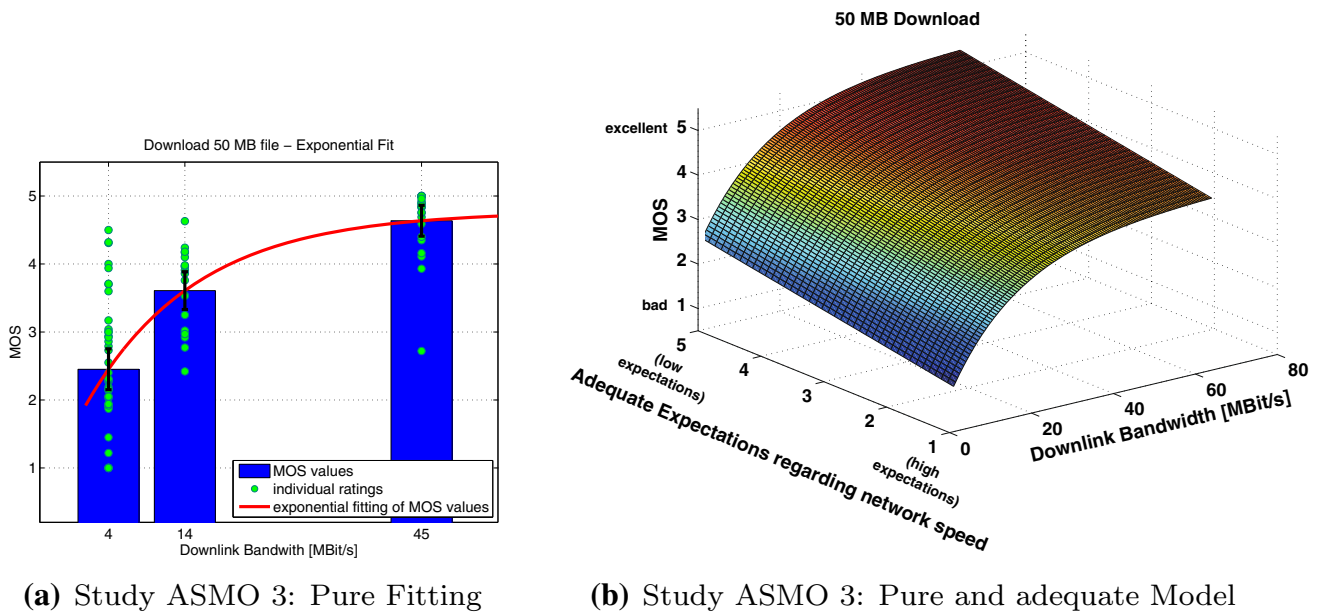 Download 50 MB file − Exponential Fit
5
4
3
2
1
MOS
MOS values
individual ratings
exponential fitting of MOS values
4
14
45
Downlink Bandwith [MBit/s]
(a) Study ASMO 3: Pure Fitting
50 MB Download
excellent
bad
5
4
3
2
1
MOS
5
4
3
2
1
(low
expectations)
(high
expectations)
Adequate Expectations regarding network speed
0
20
40
60
80
Downlink Bandwidth [MBit/s]
(b) Study ASMO 3: Pure and adequate Model